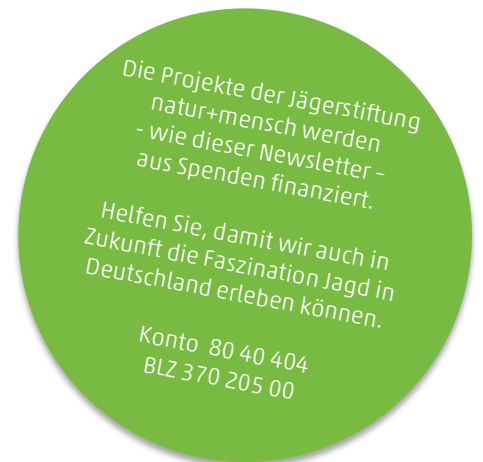 Die Projekte der Jägerstiftung
natur+mensch werden
- wie dieser Newsletter –
aus Spenden finanziert.
Helfen Sie, damit wir auch in
Zukunft die Faszination Jagd in
Deutschland erleben können.
Konto 80 40 404
BLZ 370 205 00